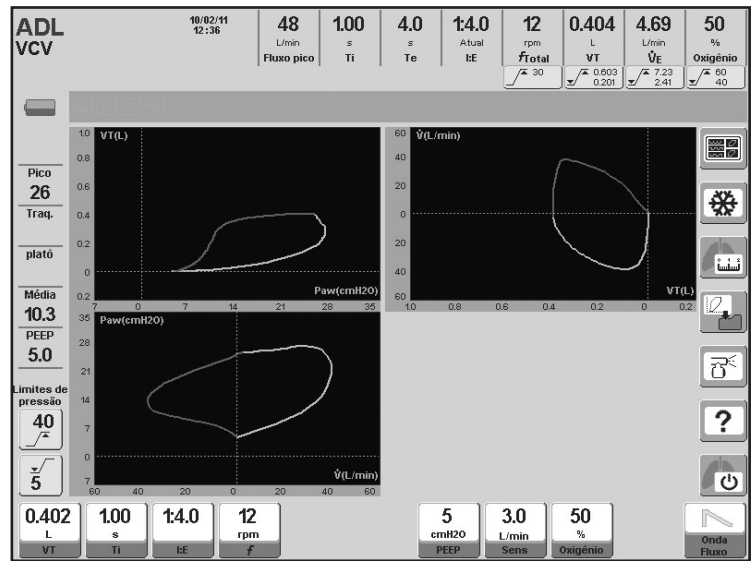 ADL
VCV
10/02/11
12:36
48 1.00 4.0 1:4.0 12 0.404 4.69 50
L/min s s Atual rpm L L/min %
Fluxo pico Ti Te I:E fTotal VT V̇E Oxigênio
30 0.603 7.23 60
0.201 2.41 40
Pico
26
Traq.
platô
Média
10.3
PEEP
5.0
Limites de
pressão
40
5
VT(L)
1.0
0.8
0.6
0.4
0.2
0
0.2
Paw(cmH2O)
7 0 7 14 21 28 35
V̇(L/min)
60
40
20
0
20
40
60
VT(L)
1.0 0.8 0.6 0.4 0.2 0 0.2
Paw(cmH2O)
35
28
21
14
7
0
7
V̇(L/min)
60 40 20 0 20 40 60
0 1 2
?
0.402 1.00 1:4.0 12 5 3.0 50
L s rpm cmH2O L/min %
VT Ti I:E f PEEP Sens Oxigênio
Onda
Fluxo